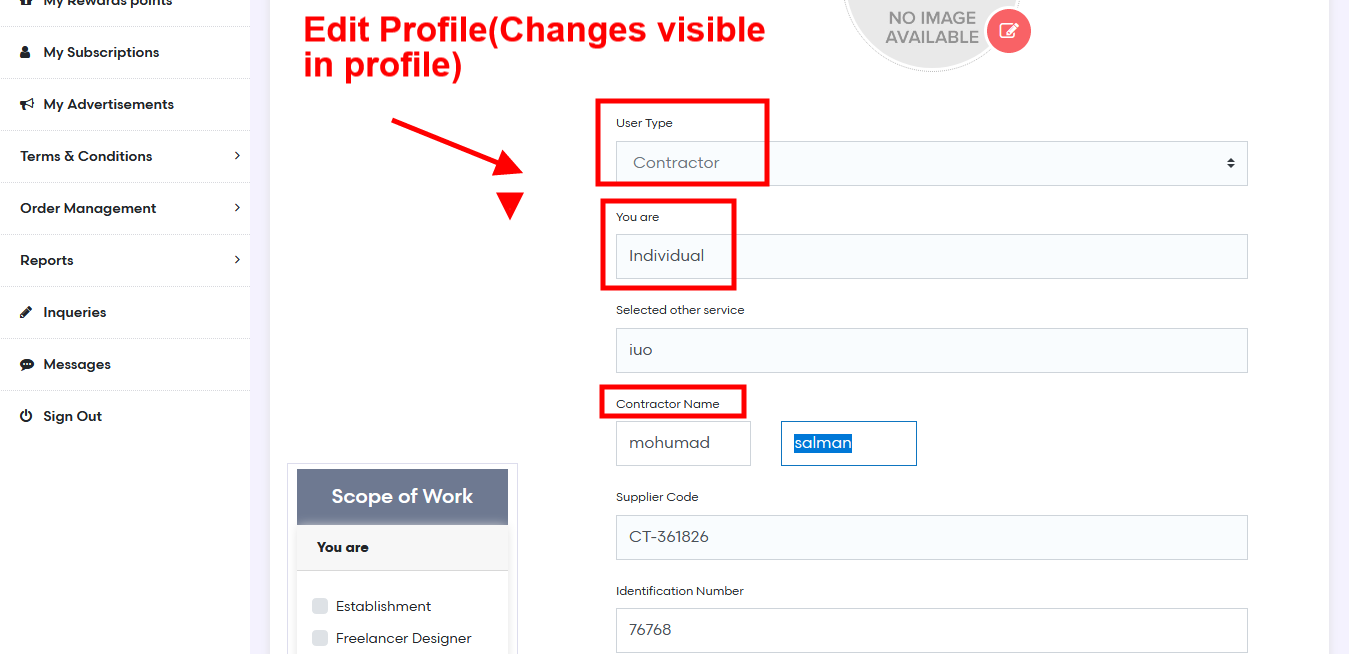 My Rewards points
My Subscriptions
My Advertisements
Terms & Conditions
Order Management
Reports
Inqueries
Messages
Sign Out
Edit Profile(Changes visible
in profile)
NO IMAGE
AVAILABLE
User Type
Contractor
You are
Individual
Selected other service
iuo
Contractor Name
mohumad salman
Supplier Code
CT-361826
Identification Number
76768
Scope of Work
You are
Establishment
Freelancer Designer